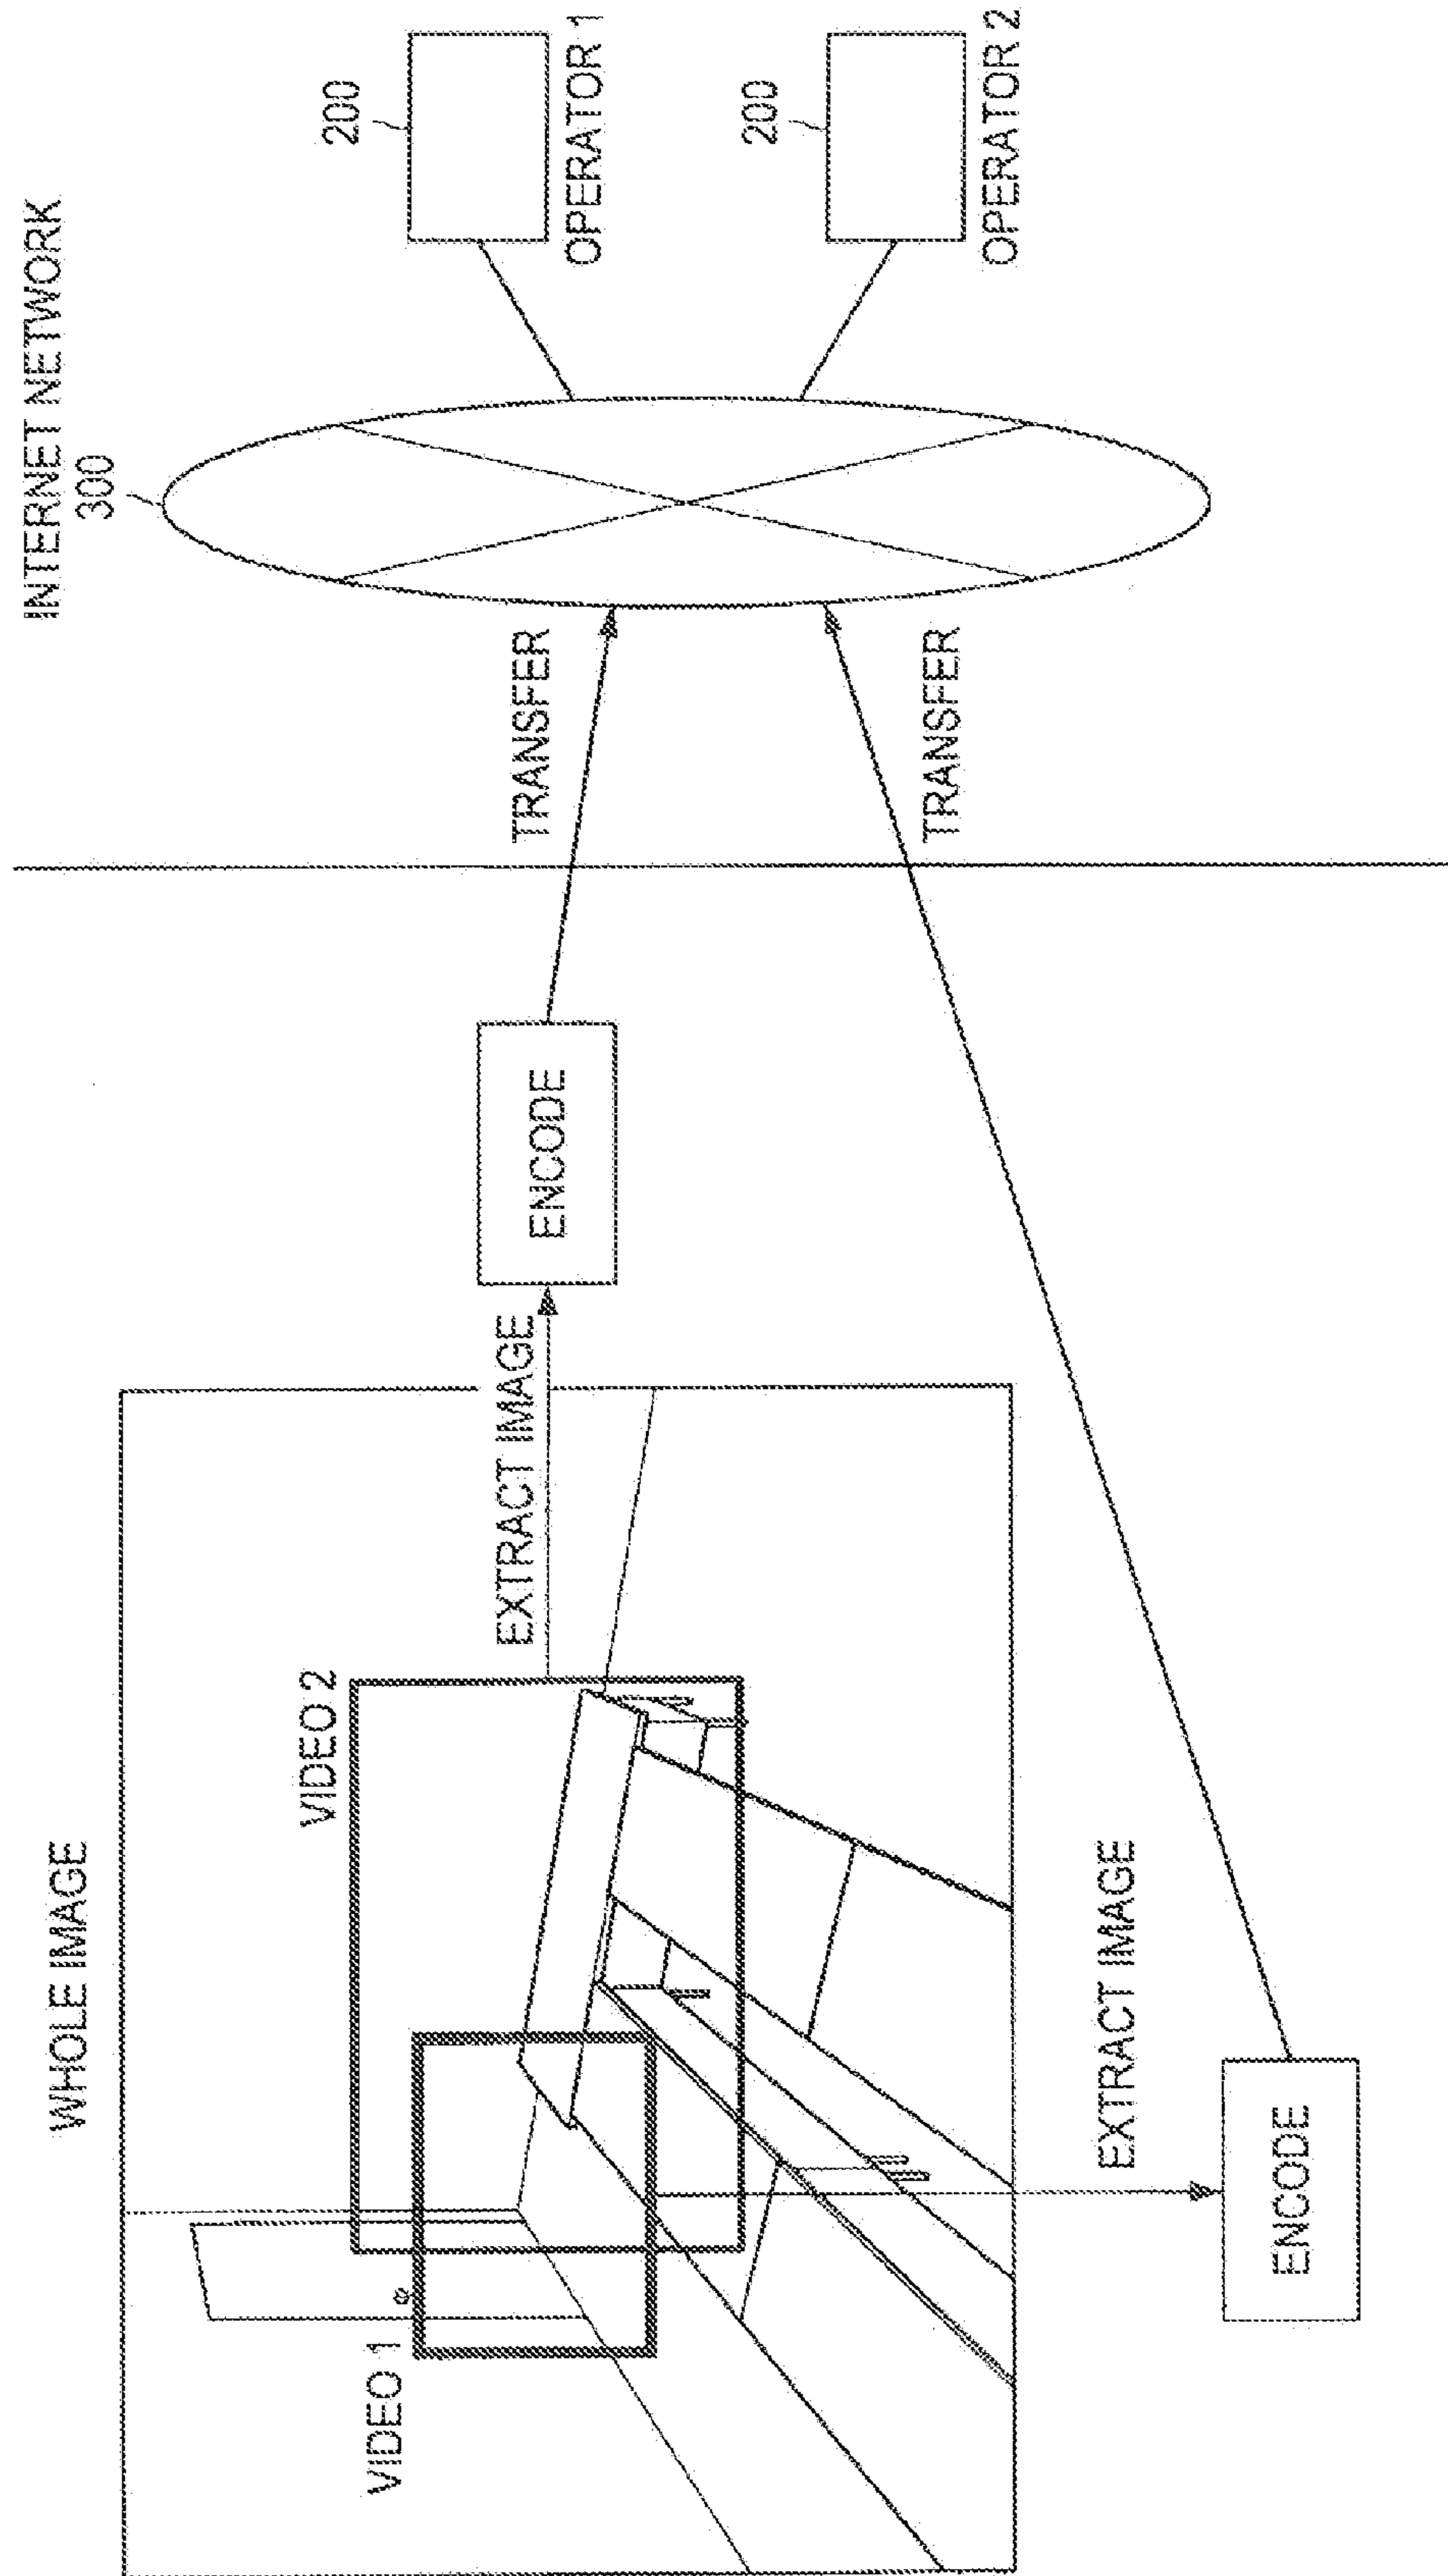 WHOLE IMAGE
VIDEO 1
VIDEO 2
EXTRACT IMAGE
ENCODE
EXTRACT IMAGE
ENCODE
TRANSFER
TRANSFER
INTERNET NETWORK
300
200
OPERATOR 1
200
OPERATOR 2